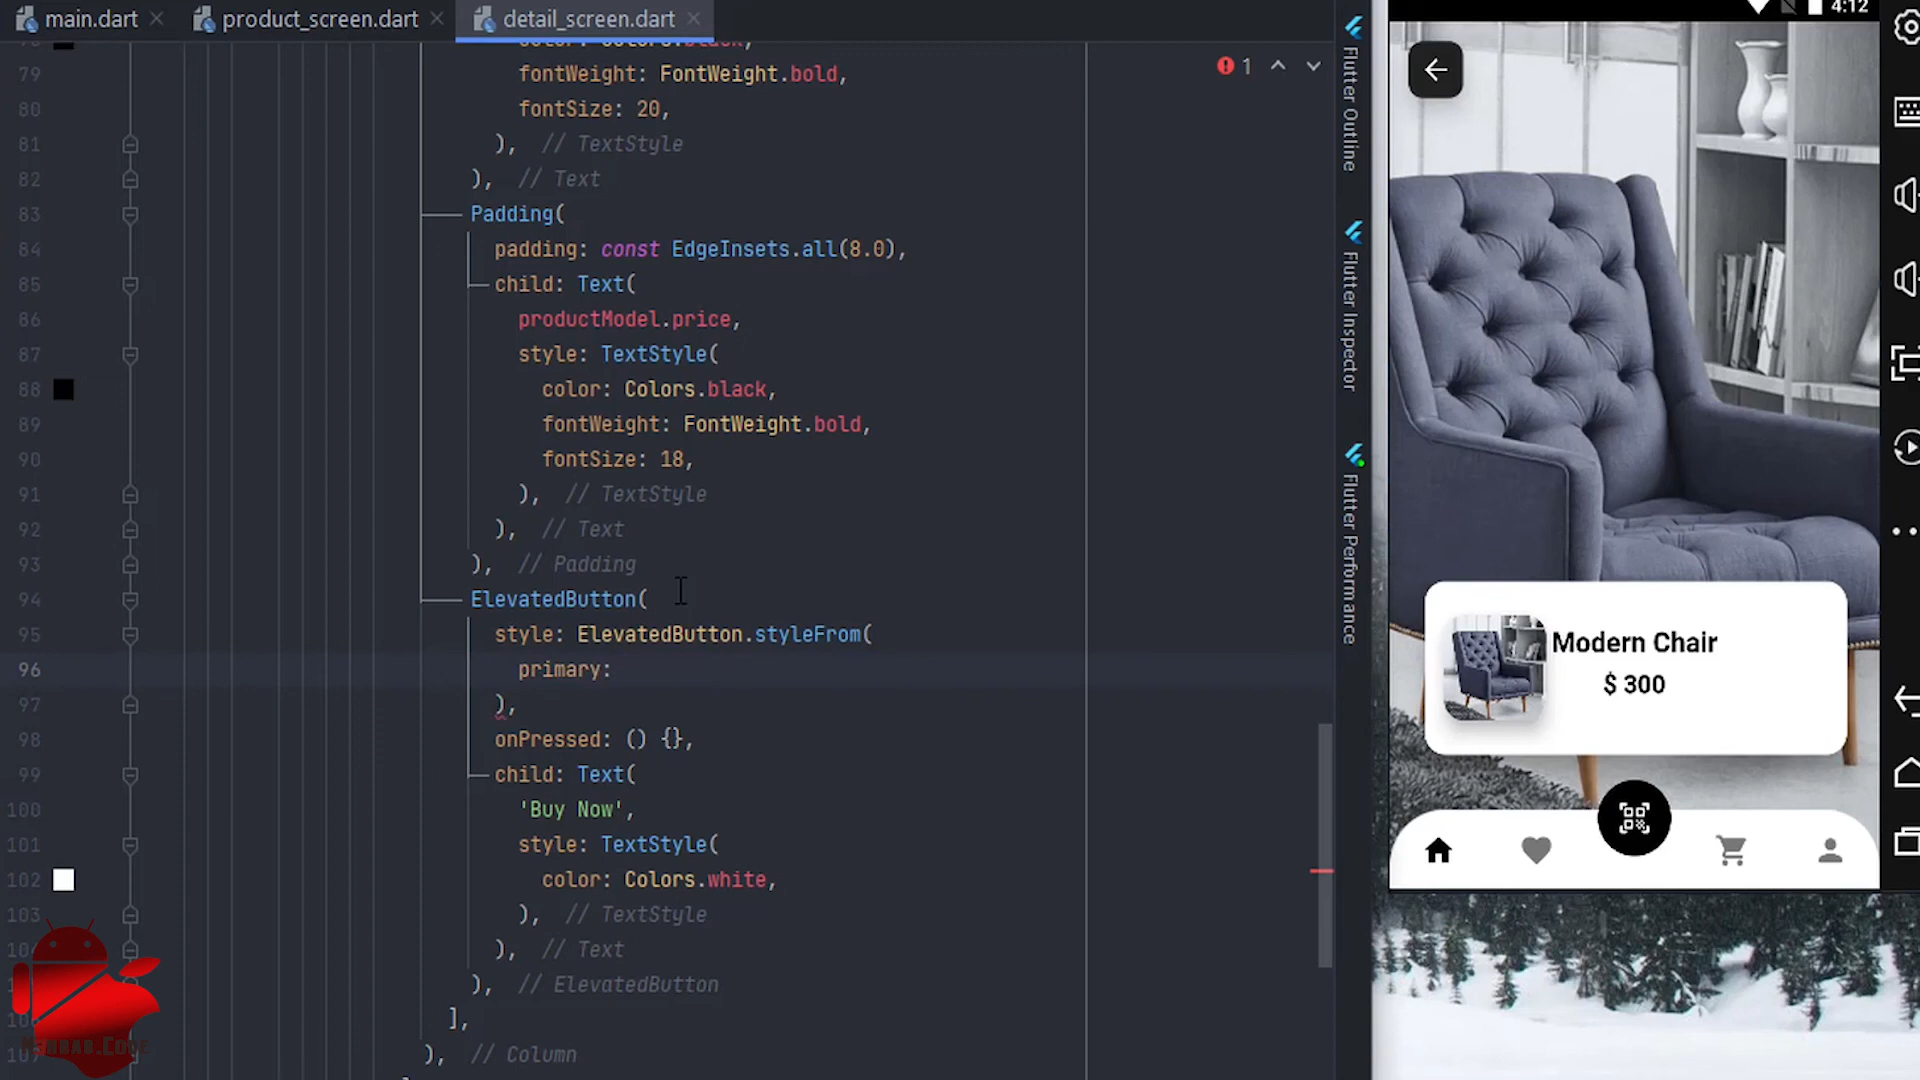 main.dart
product_screen.dart
detail_screen.dart
4:12
1
79 fontWeight: FontWeight.bold,
80 fontSize: 20,
81 ), // TextStyle
82 ), // Text
83 Padding(
84 padding: const EdgeInsets.all(8.0),
85 child: Text(
86 productModel.price,
87 style: TextStyle(
88 color: Colors.black,
89 fontWeight: FontWeight.bold,
90 fontSize: 18,
91 ), // TextStyle
92 ), // Text
93 ), // Padding
94 ElevatedButton(
95 style: ElevatedButton.styleFrom(
96 primary:
97 ),
98 onPressed: () {},
99 child: Text(
100 'Buy Now',
101 style: TextStyle(
102 color: Colors.white,
103 ), // TextStyle
), // Text
), // ElevatedButton
],
), // Column
Flutter Outline
Flutter Inspector
Flutter Performance
Modern Chair
$ 300